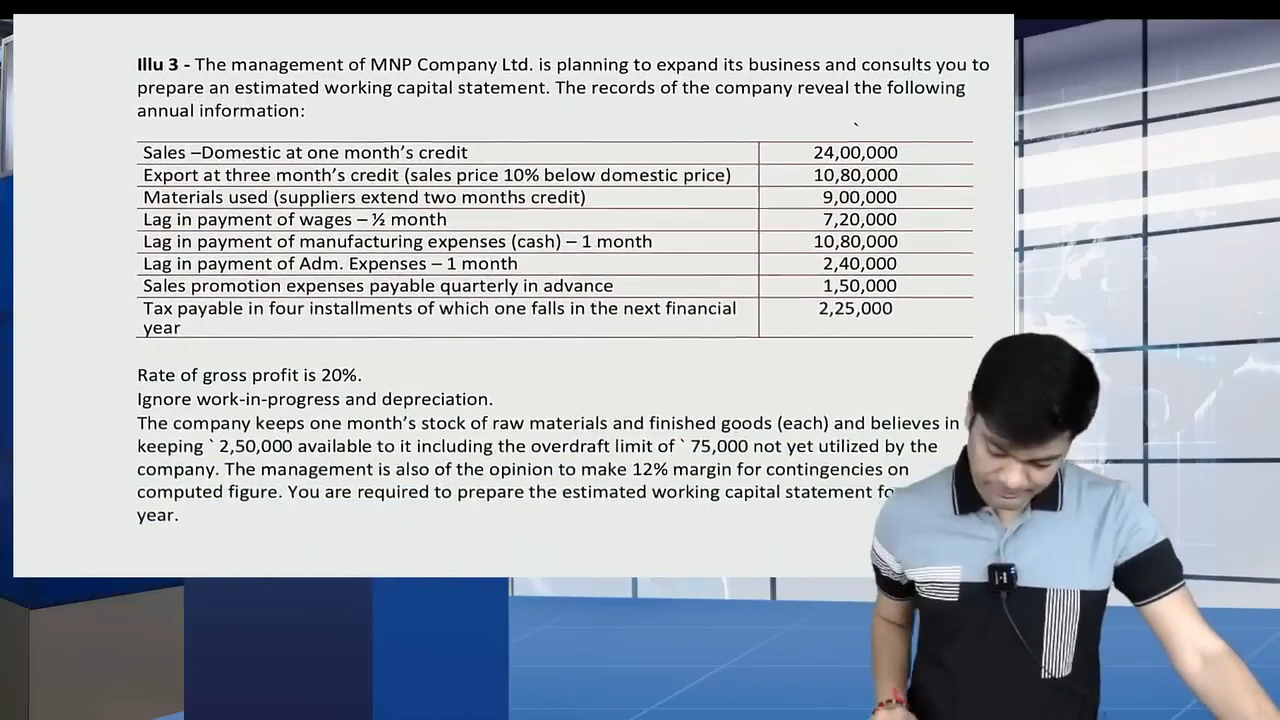 Illu 3 - The management of MNP Company Ltd. is planning to expand its business and consults you to
prepare an estimated working capital statement. The records of the company reveal the following
annual information:
`
Sales –Domestic at one month’s credit 24,00,000
Export at three month’s credit (sales price 10% below domestic price) 10,80,000
Materials used (suppliers extend two months credit) 9,00,000
Lag in payment of wages – ½ month 7,20,000
Lag in payment of manufacturing expenses (cash) – 1 month 10,80,000
Lag in payment of Adm. Expenses – 1 month 2,40,000
Sales promotion expenses payable quarterly in advance 1,50,000
Tax payable in four installments of which one falls in the next financial 2,25,000
year
Rate of gross profit is 20%.
Ignore work-in-progress and depreciation.
The company keeps one month’s stock of raw materials and finished goods (each) and believes in
keeping ` 2,50,000 available to it including the overdraft limit of ` 75,000 not yet utilized by the
company. The management is also of the opinion to make 12% margin for contingencies on
computed figure. You are required to prepare the estimated working capital statement
year.